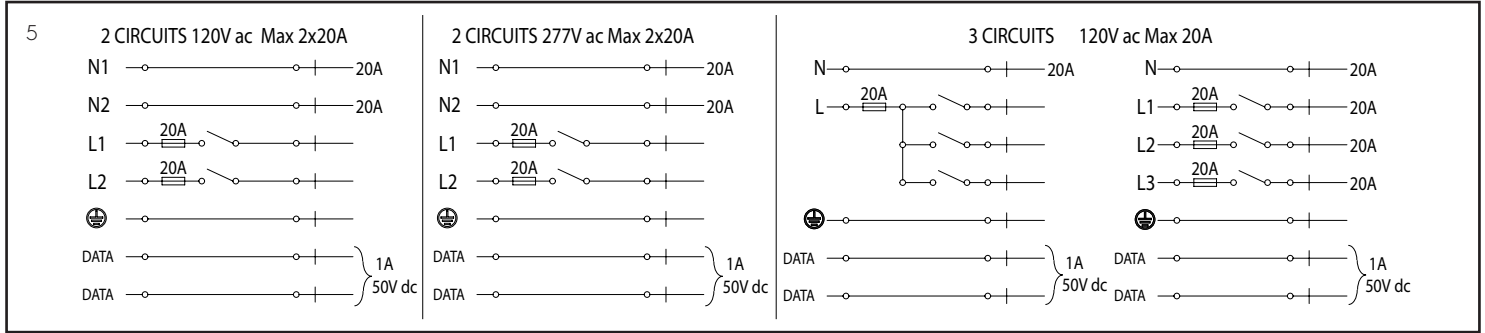 5
2 CIRCUITS 120V ac Max 2x20A
N1 20A
N2 20A
L1 20A
L2 20A
DATA
DATA
1A
50V dc
2 CIRCUITS 277V ac Max 2x20A
N1 20A
N2 20A
L1 20A
L2 20A
DATA
DATA
1A
50V dc
3 CIRCUITS 120V ac Max 20A
N 20A
L 20A
DATA
DATA
1A
50V dc
N 20A
L1 20A 20A
L2 20A 20A
L3 20A 20A
DATA
DATA
1A
50V dc